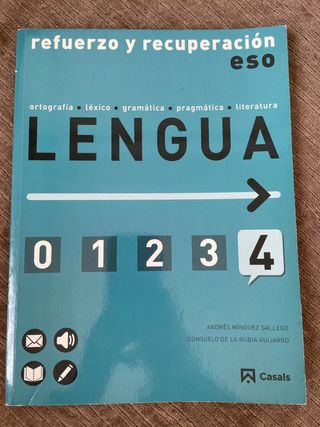 refuerzo y recuperación
eso
ortografía • léxico • gramática • pragmática • literatura
LENGUA
0 1 2 3 4
ANDRÉS MÍNGUEZ GALLEGO
CONSUELO DE LA RUBIA GUIJARRO
Casals